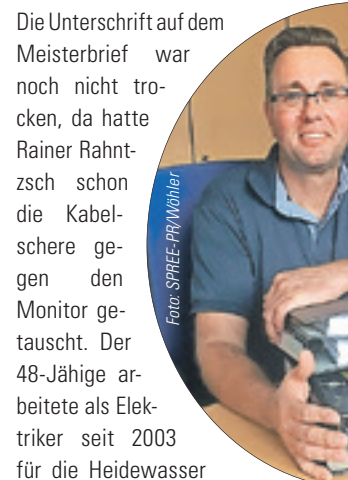 Die Unterschrift auf dem
Meisterbrief war
noch nicht tro-
cken, da hatte
Rainer Rahnt-
zsch schon
die Kabel-
schere ge-
gen den
Monitor ge-
tauscht. Der
48-Jähige ar-
beitete als Elek-
triker seit 2003
für die Heidewasser
Foto: SPREE-PR/Wöhler